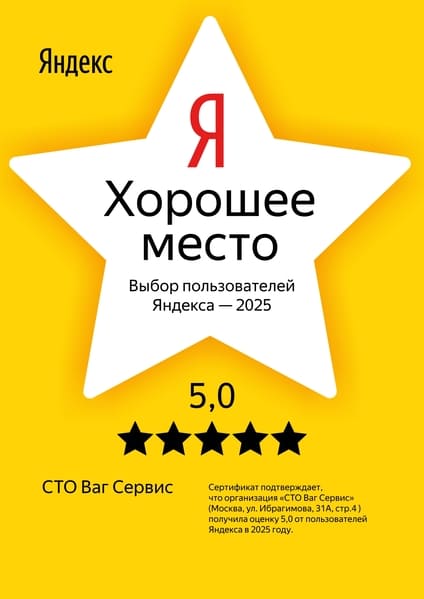 Яндекс
Я
Хорошее
место
Выбор пользователей
Яндекса — 2025
5,0
СТО Ваг Сервис
Сертификат подтверждает,
что организация «СТО Ваг Сервис»
(Москва, ул. Ибрагимова, 31А, стр.4 )
получила оценку 5,0 от пользователей
Яндекса в 2025 году.